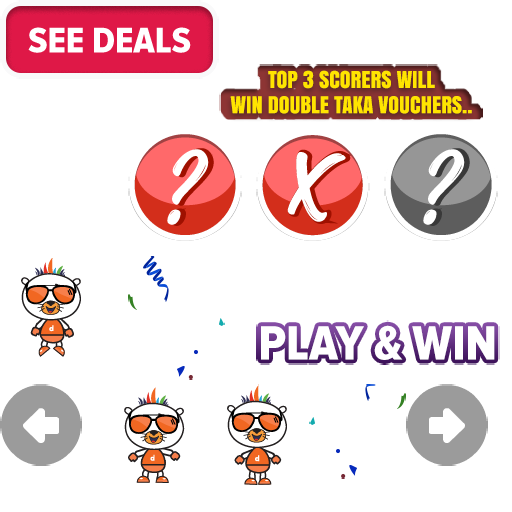 SEE DEALS
TOP 3 SCORERS WILL
WIN DOUBLE TAKA VOUCHERS..
? X ?
PLAY & WIN
d
d d